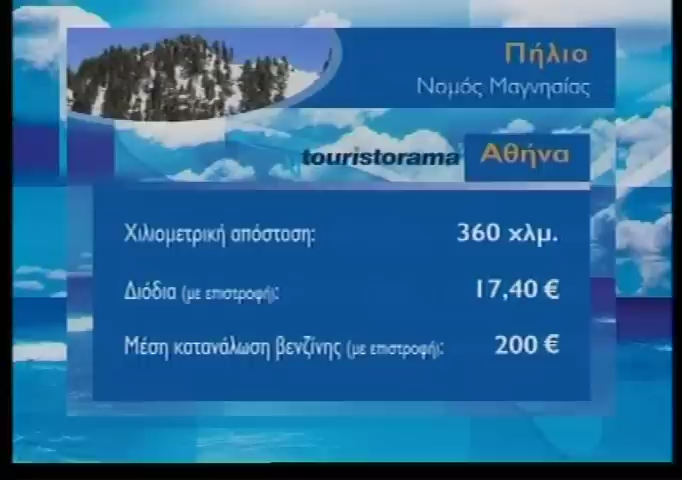 Πήλιο
Νομός Μαγνησίας
touristorama Αθήνα
Χιλιομετρική απόσταση: 360 χλμ.
Διόδια (με επιστροφή): 17,40 €
Μέση κατανάλωση βενζίνης (με επιστροφή): 200 €